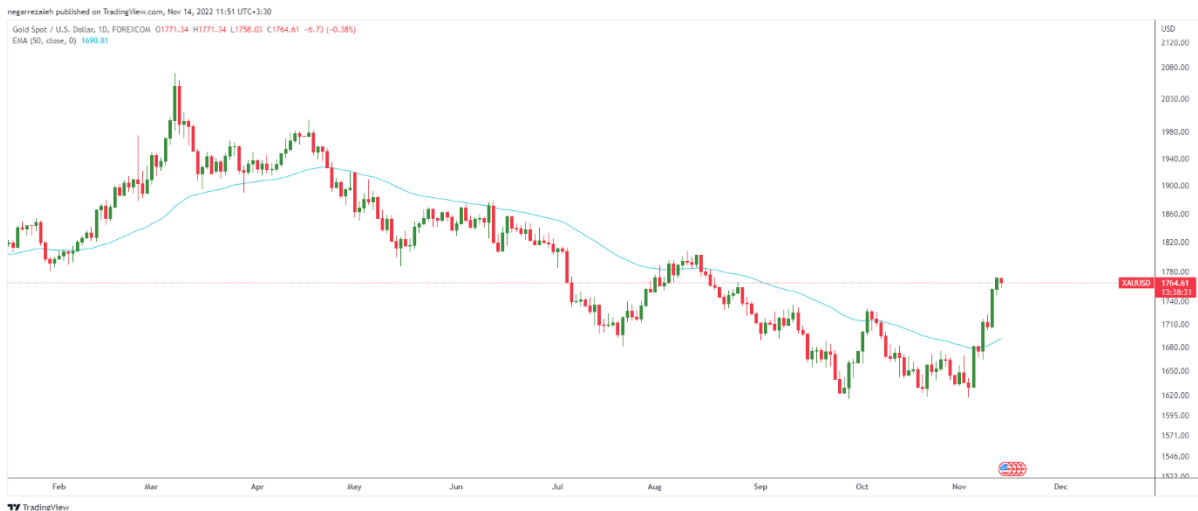 negarrezaieh published on TradingView.com, Nov 14, 2022 11:51 UTC+3:30
Gold Spot / U.S. Dollar, 1D, FOREXCOM O1771.34 H1771.34 L1758.03 C1764.61 −6.73 (−0.38%)
EMA (50, close, 0) 1690.81
USD
2120.00
2080.00
2030.00
1980.00
1940.00
1900.00
1860.00
1820.00
1780.00
XAUUSD 1764.61
13:38:31
1740.00
1710.00
1680.00
1650.00
1620.00
1595.00
1571.00
1546.00
1522.00
Feb Mar Apr May Jun Jul Aug Sep Oct Nov Dec
TradingView